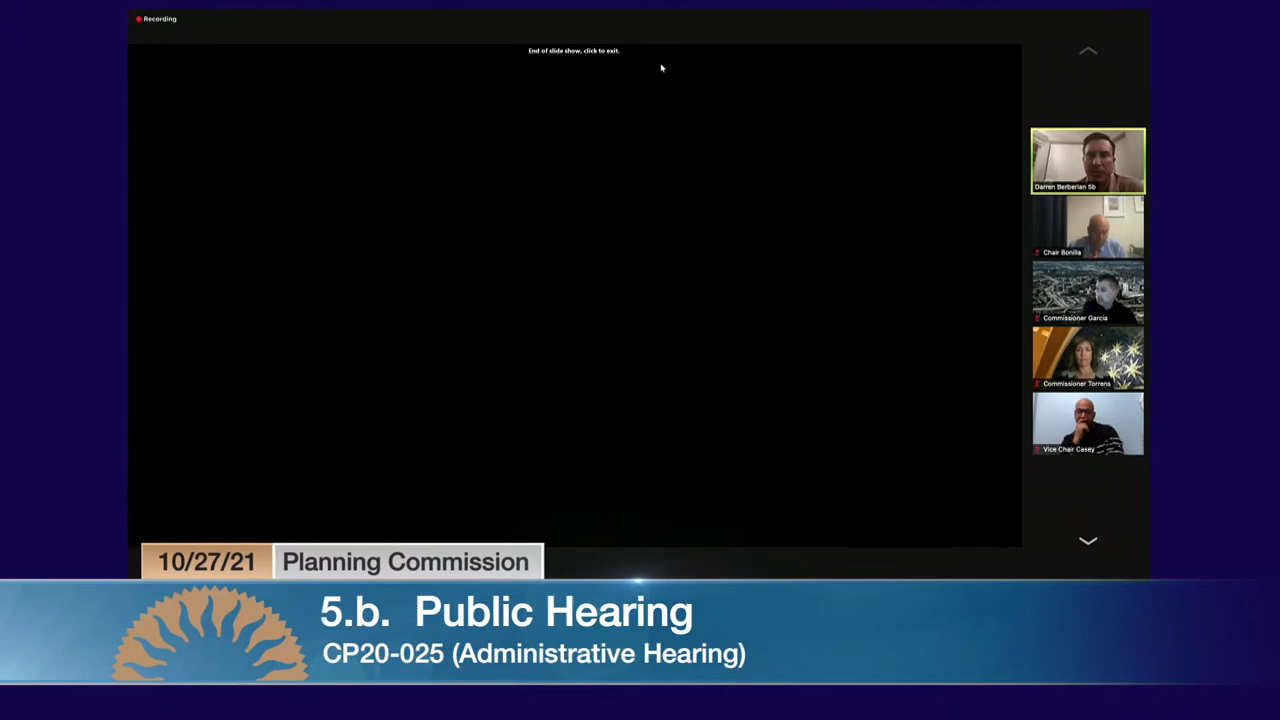 Recording
End of slide show, click to exit.
Darren Berberian 5b
Chair Bonilla
Commissioner Garcia
Commissioner Torrens
Vice Chair Casey
10/27/21 Planning Commission
5.b. Public Hearing
CP20-025 (Administrative Hearing)